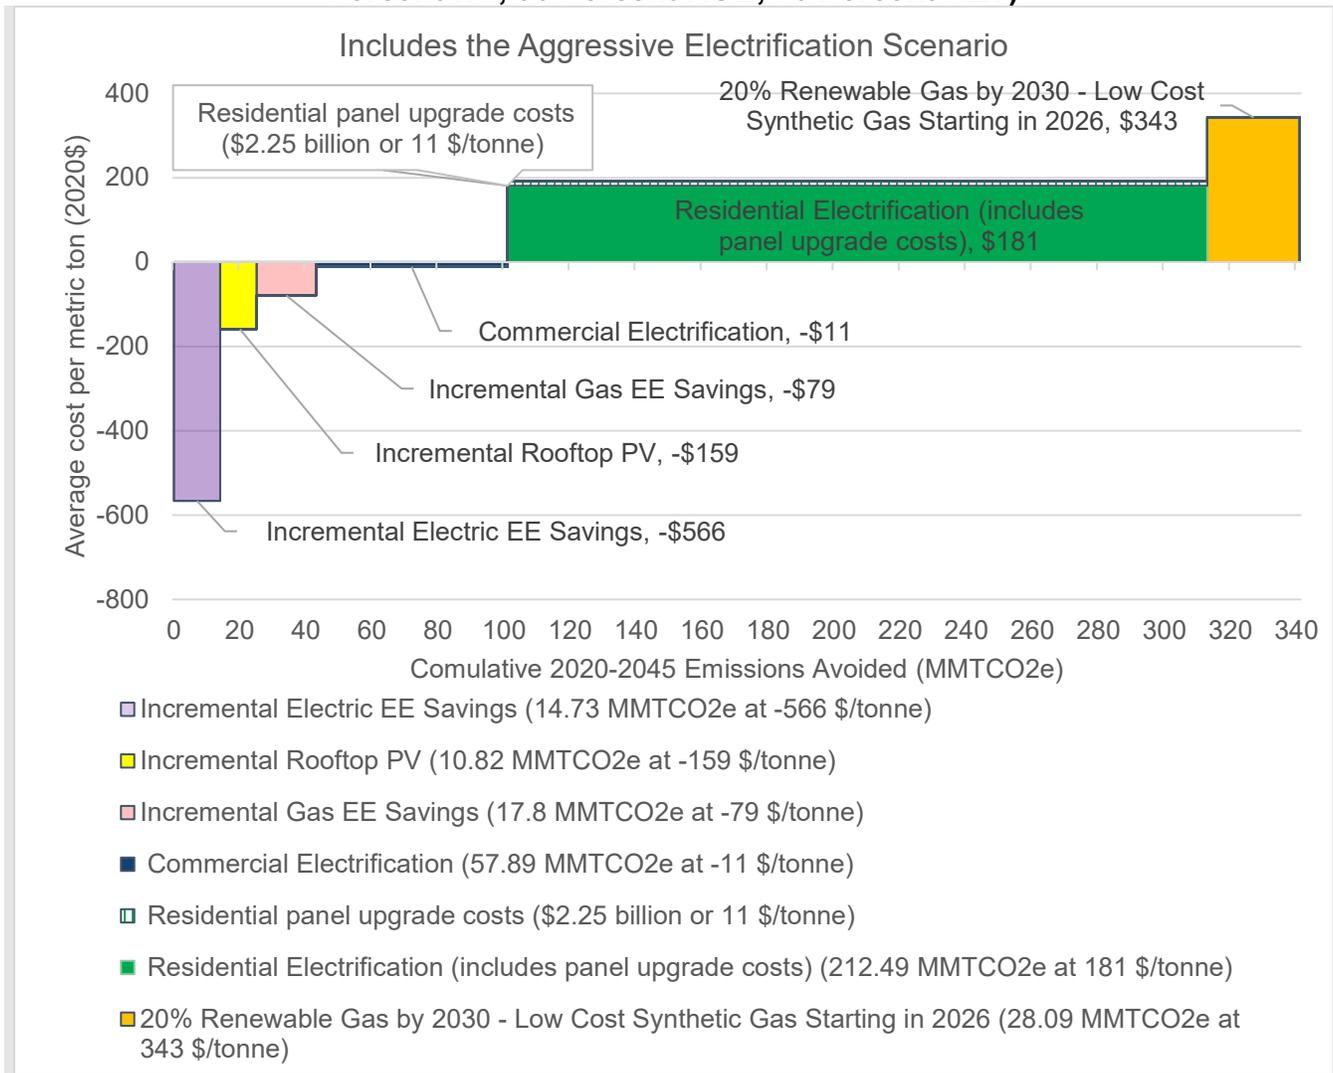 Includes the Aggressive Electrification Scenario
400
200
0
-200
-400
-600
-800
Average cost per metric ton (2020$)
Residential panel upgrade costs
($2.25 billion or 11 $/tonne)
20% Renewable Gas by 2030 - Low Cost
Synthetic Gas Starting in 2026, $343
Residential Electrification (includes
panel upgrade costs), $181
Commercial Electrification, -$11
Incremental Gas EE Savings, -$79
Incremental Rooftop PV, -$159
Incremental Electric EE Savings, -$566
0 20 40 60 80 100 120 140 160 180 200 220 240 260 280 300 320 340
Comulative 2020-2045 Emissions Avoided (MMTCO2e)
Incremental Electric EE Savings (14.73 MMTCO2e at -566 $/tonne)
Incremental Rooftop PV (10.82 MMTCO2e at -159 $/tonne)
Incremental Gas EE Savings (17.8 MMTCO2e at -79 $/tonne)
Commercial Electrification (57.89 MMTCO2e at -11 $/tonne)
Residential panel upgrade costs ($2.25 billion or 11 $/tonne)
Residential Electrification (includes panel upgrade costs) (212.49 MMTCO2e at 181 $/tonne)
20% Renewable Gas by 2030 - Low Cost Synthetic Gas Starting in 2026 (28.09 MMTCO2e at
343 $/tonne)